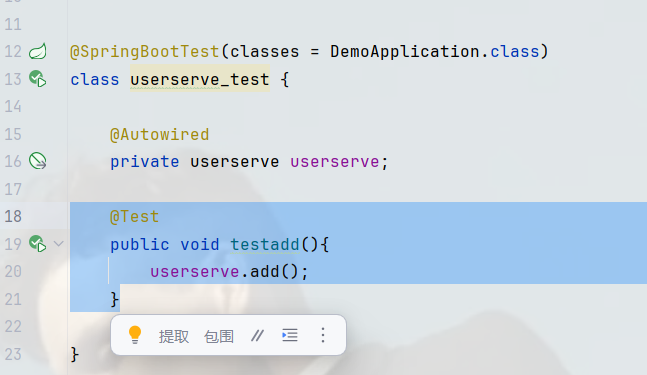 11
12 @SpringBootTest(classes = DemoApplication.class)
13 class userserve_test {
14
15 @Autowired
16 private userserve userserve;
17
18 @Test
19 public void testadd(){
20 userserve.add();
21 }
22 提取 包围 //
23 }